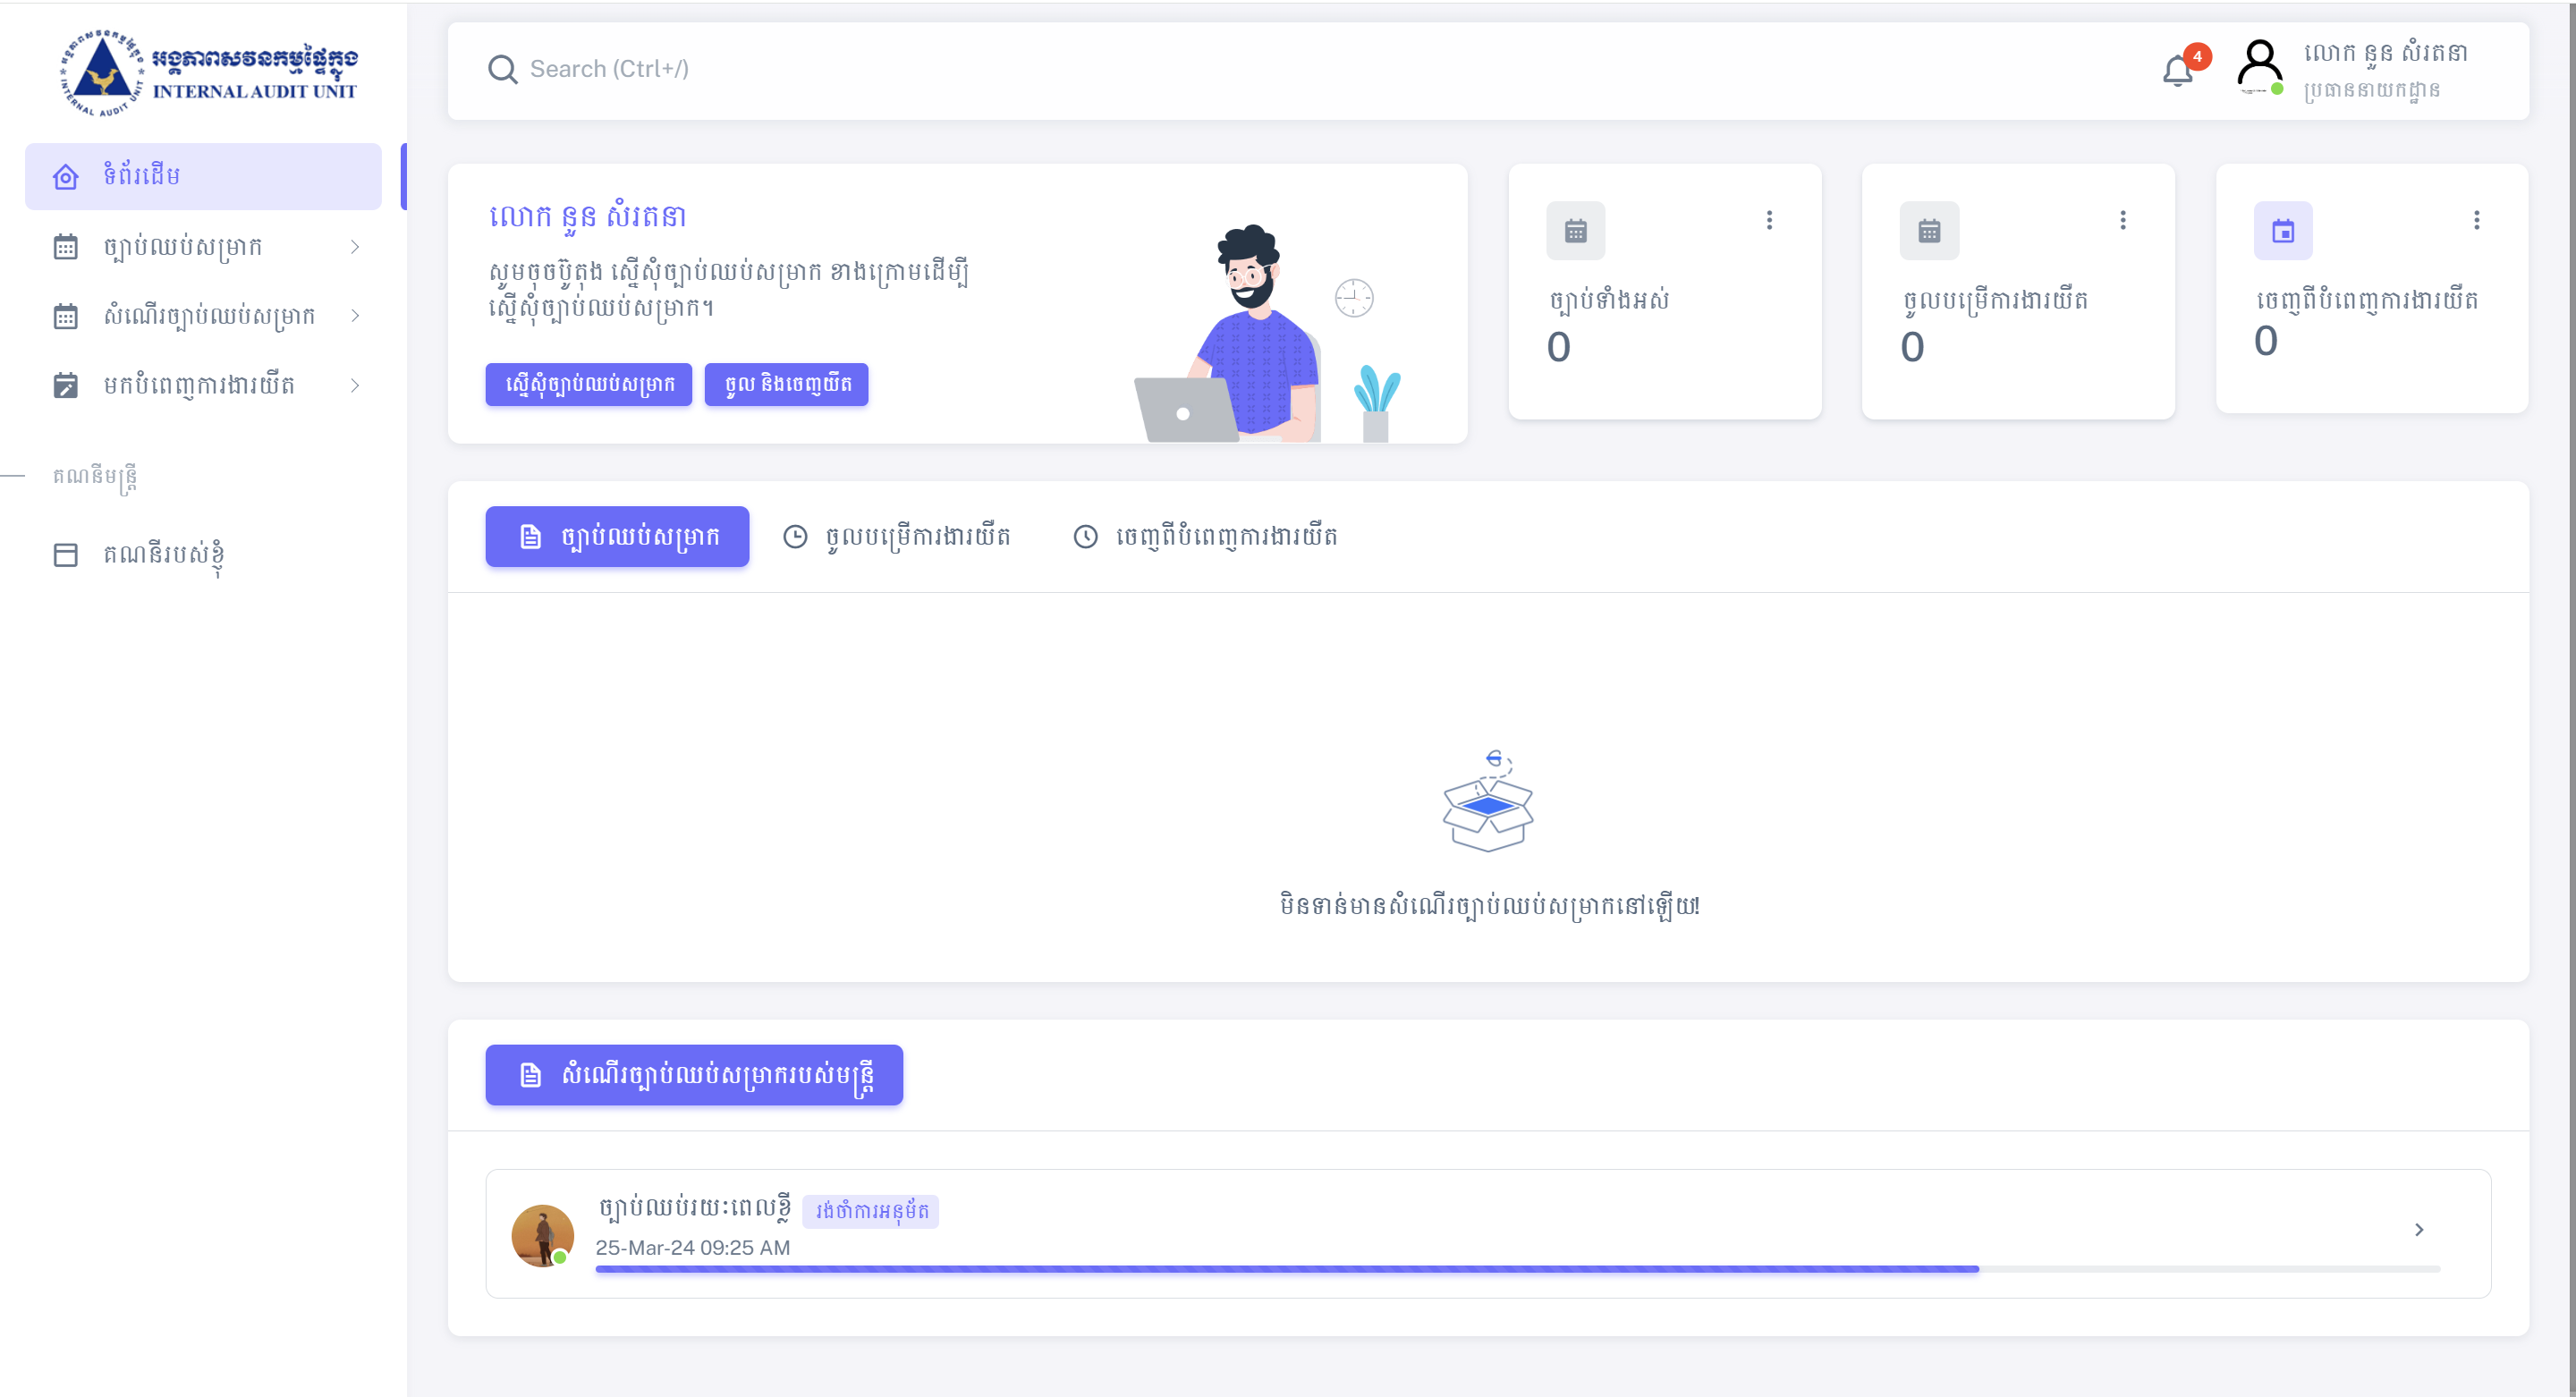 អង្គភាពសវនកម្មផ្ទៃក្នុង
INTERNAL AUDIT UNIT
ទំព័រដើម
ច្បាប់ឈប់សម្រាក
សំណើរច្បាប់ឈប់សម្រាក
មកបំពេញការងារយឺត
គណនីមន្ត្រី
គណនីរបស់ខ្ញុំ
Search (Ctrl+/)
4
លោក នួន សំរតនា
ប្រធាននាយកដ្ឋាន
លោក នួន សំរតនា
សូមចុចប៊ូតុង ស្នើសុំច្បាប់ឈប់សម្រាក ខាងក្រោមដើម្បី
ស្នើសុំច្បាប់ឈប់សម្រាក។
ស្នើសុំច្បាប់ឈប់សម្រាក
ចូល និងចេញយឺត
ច្បាប់ទាំងអស់
0
ចូលបម្រើការងារយឺត
0
ចេញពីបំពេញការងារយឺត
0
ច្បាប់ឈប់សម្រាក
ចូលបម្រើការងារយឺត
ចេញពីបំពេញការងារយឺត
មិនទាន់មានសំណើរច្បាប់ឈប់សម្រាកនៅឡើយ!
សំណើរច្បាប់ឈប់សម្រាករបស់មន្ត្រី
ច្បាប់ឈប់រយៈពេលខ្លី
រង់ចាំការអនុម័ត
25-Mar-24 09:25 AM